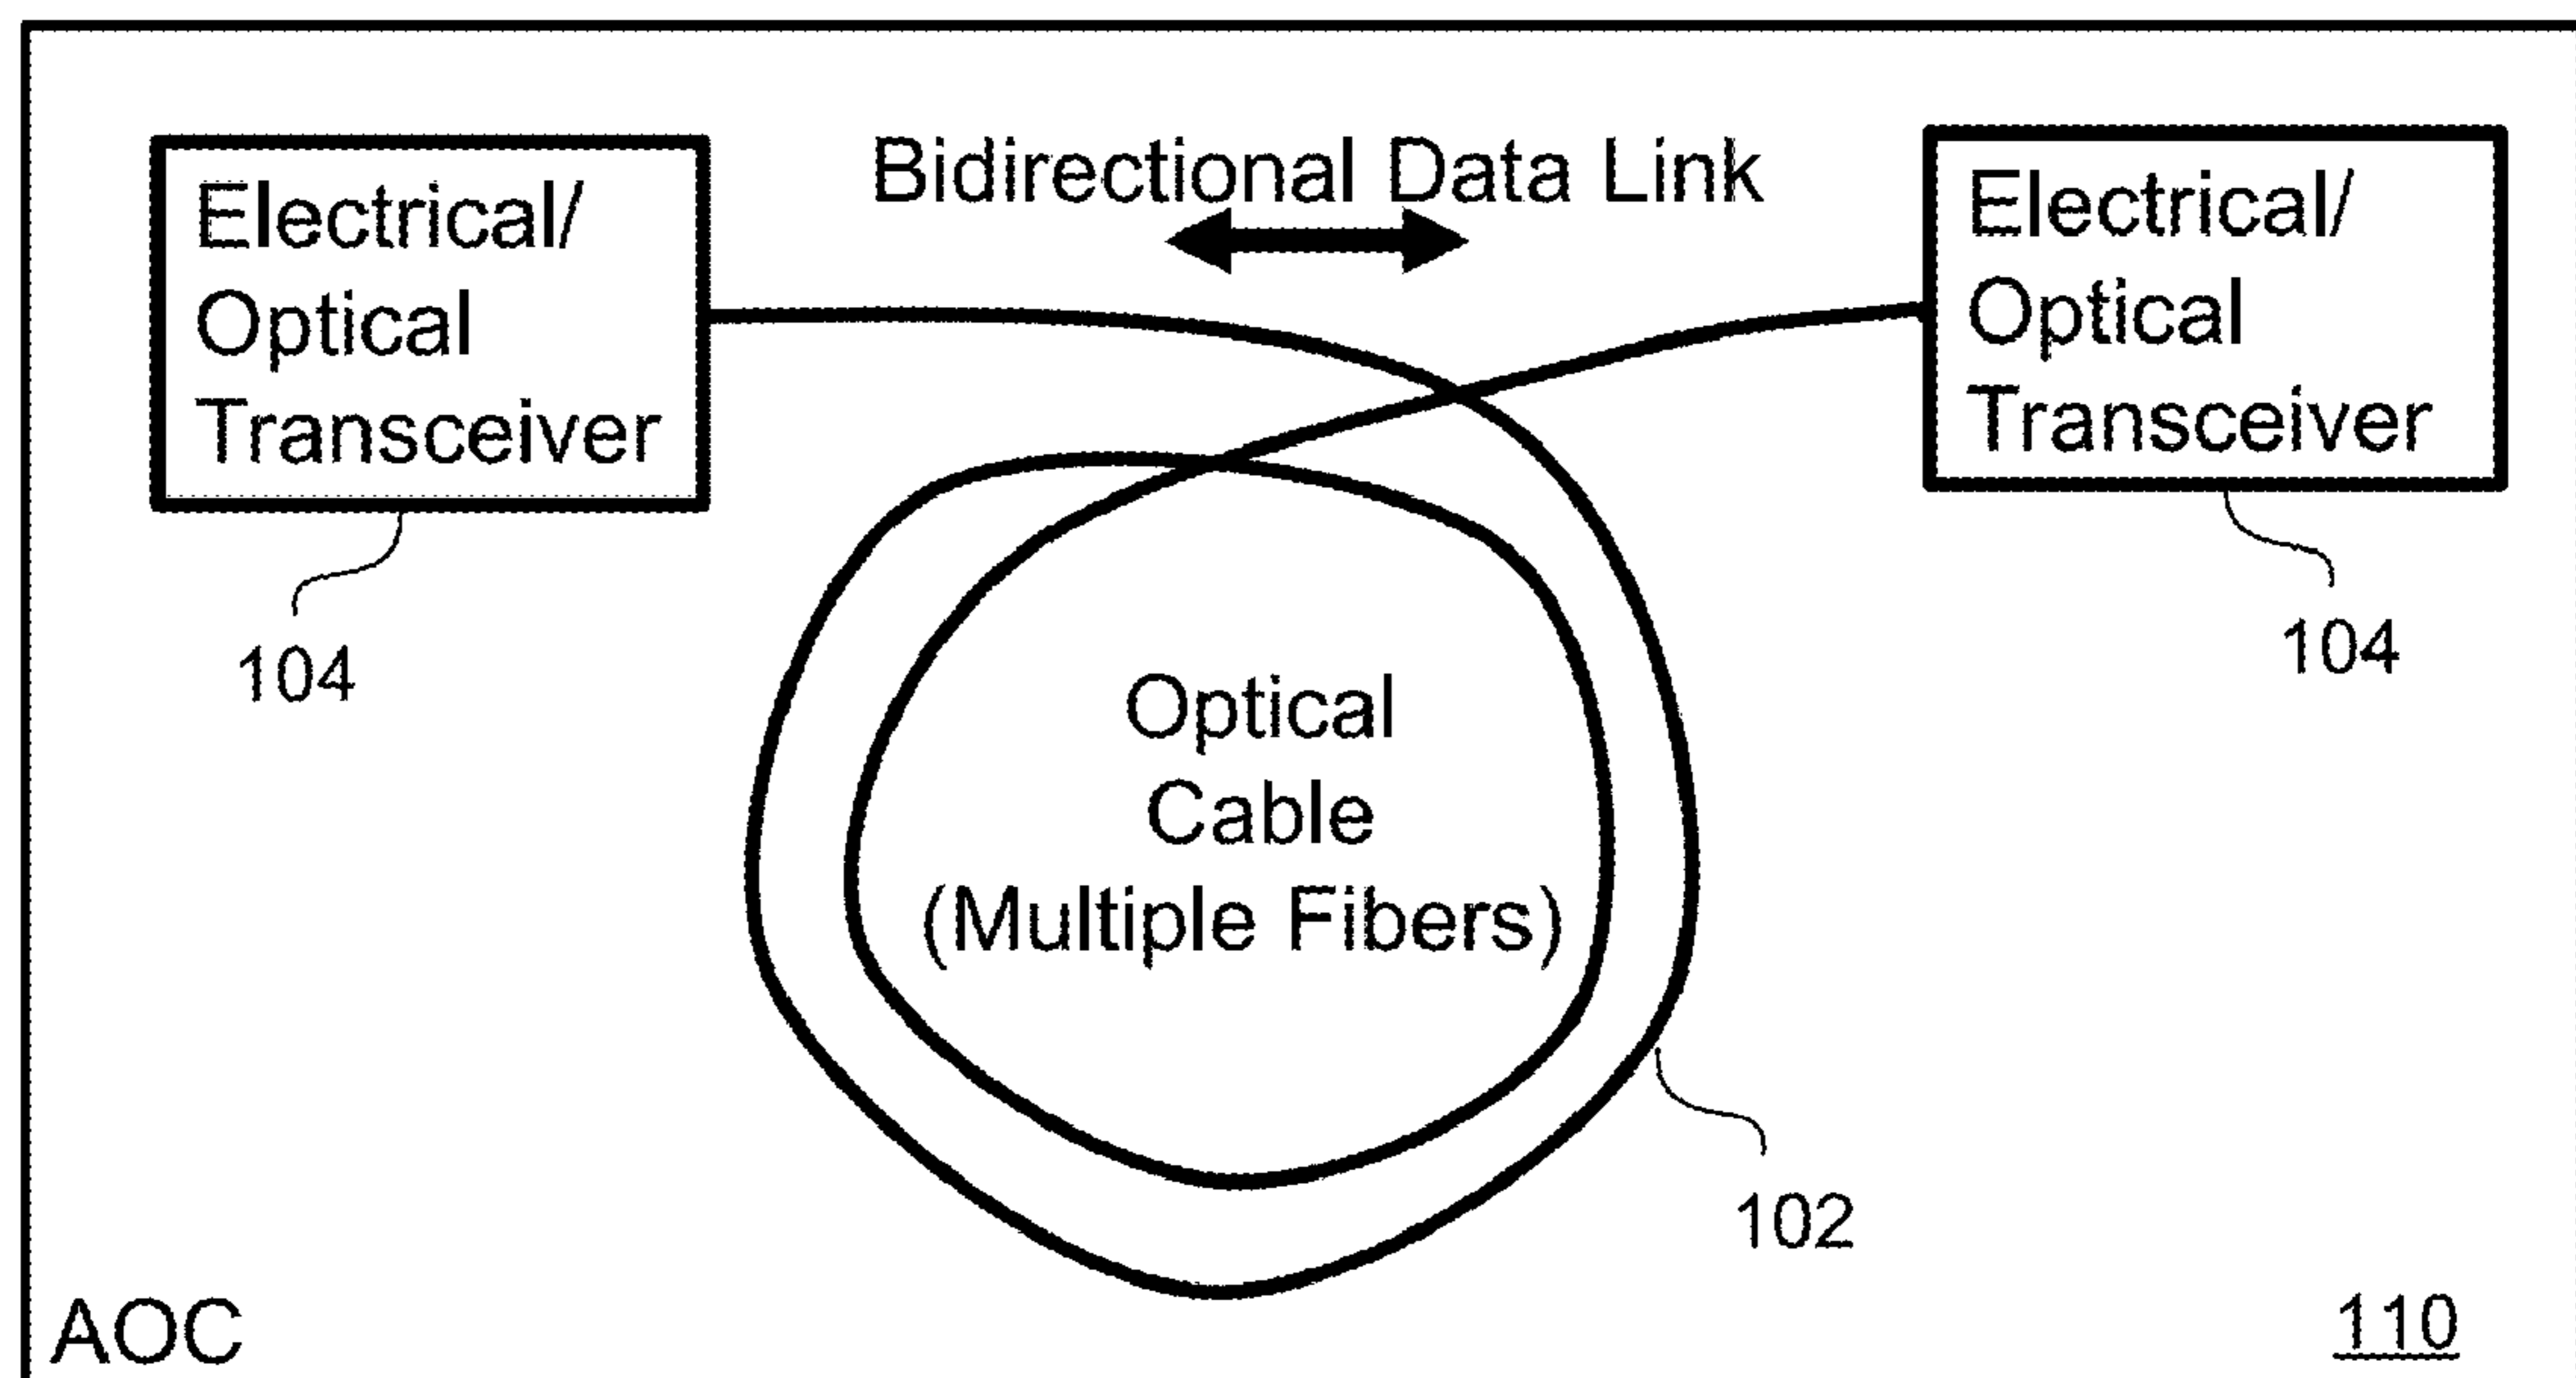 Bidirectional Data Link
Electrical/
Optical
Transceiver
Electrical/
Optical
Transceiver
104
104
Optical
Cable
(Multiple Fibers)
102
AOC
110